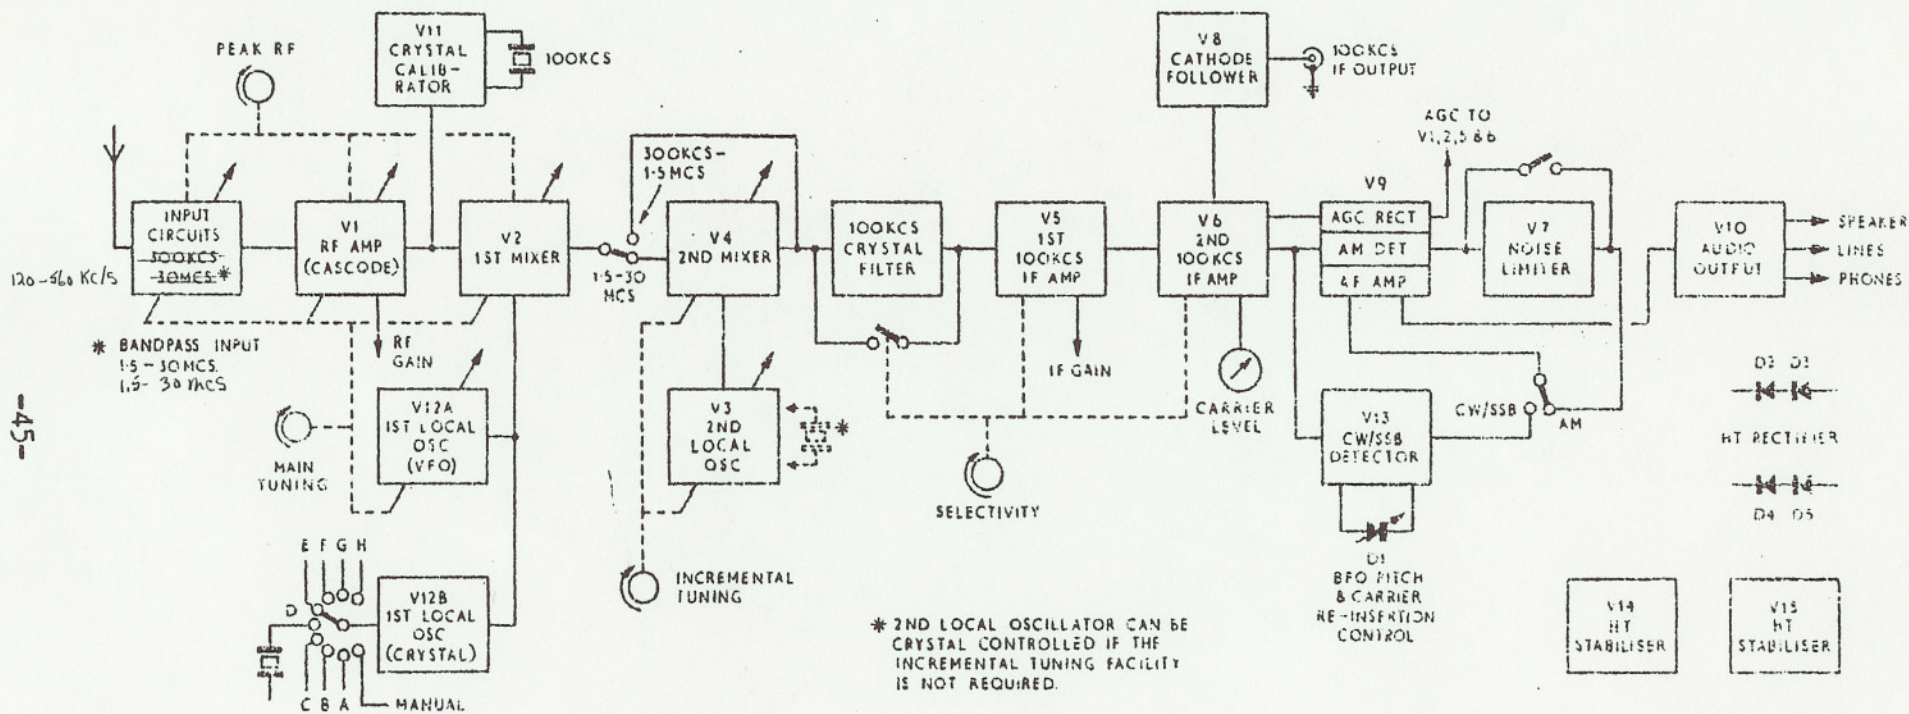 PEAK RF
V11
CRYSTAL
CALIB-
RATOR
100KCS
V8
CATHODE
FOLLOWER
100KCS
IF OUTPUT
AGC TO
V1,2,5 & 6
300KCS-
1·5MCS
INPUT
CIRCUITS
300KCS-
30MCS *
120-560 KC/S
V1
RF AMP
(CASCODE)
V2
1ST MIXER
1·5-30
MCS
V4
2ND MIXER
100KCS
CRYSTAL
FILTER
V5
1ST
100KCS
IF AMP
V6
2ND
100KCS
IF AMP
V9
AGC RECT
AM DET
AF AMP
V7
NOISE
LIMITER
V10
AUDIO
OUTPUT
SPEAKER
LINES
PHONES
* BANDPASS INPUT
1·5-30MCS.
1,5- 30 MCS
RF
GAIN
IF GAIN
CARRIER
LEVEL
V12A
1ST LOCAL
OSC
(VFO)
MAIN
TUNING
V3
2ND
LOCAL
OSC
*
SELECTIVITY
V13
CW/SSB
DETECTOR
CW/SSB
AM
D2 D3
HT RECTIFIER
D4 D5
-45-
E F G H
D
C B A
MANUAL
V12B
1ST LOCAL
OSC
(CRYSTAL)
INCREMENTAL
TUNING
* 2ND LOCAL OSCILLATOR CAN BE
CRYSTAL CONTROLLED IF THE
INCREMENTAL TUNING FACILITY
IS NOT REQUIRED.
D1
BFO PITCH
& CARRIER
RE-INSERTION
CONTROL
V14
HT
STABILISER
V15
HT
STABILISER